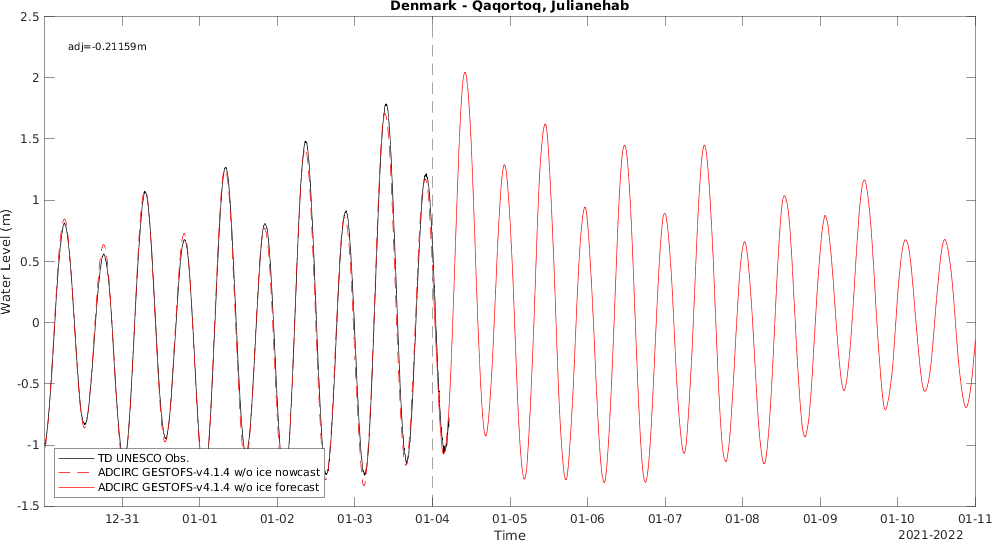 Denmark - Qaqortoq, Julianehab
adj=-0.21159m
Water Level (m)
2.5
2
1.5
1
0.5
0
-0.5
-1
-1.5
TD UNESCO Obs.
ADCIRC GESTOFS-v4.1.4 w/o ice nowcast
ADCIRC GESTOFS-v4.1.4 w/o ice forecast
12-31 01-01 01-02 01-03 01-04 01-05 01-06 01-07 01-08 01-09 01-10 01-11
Time
2021-2022